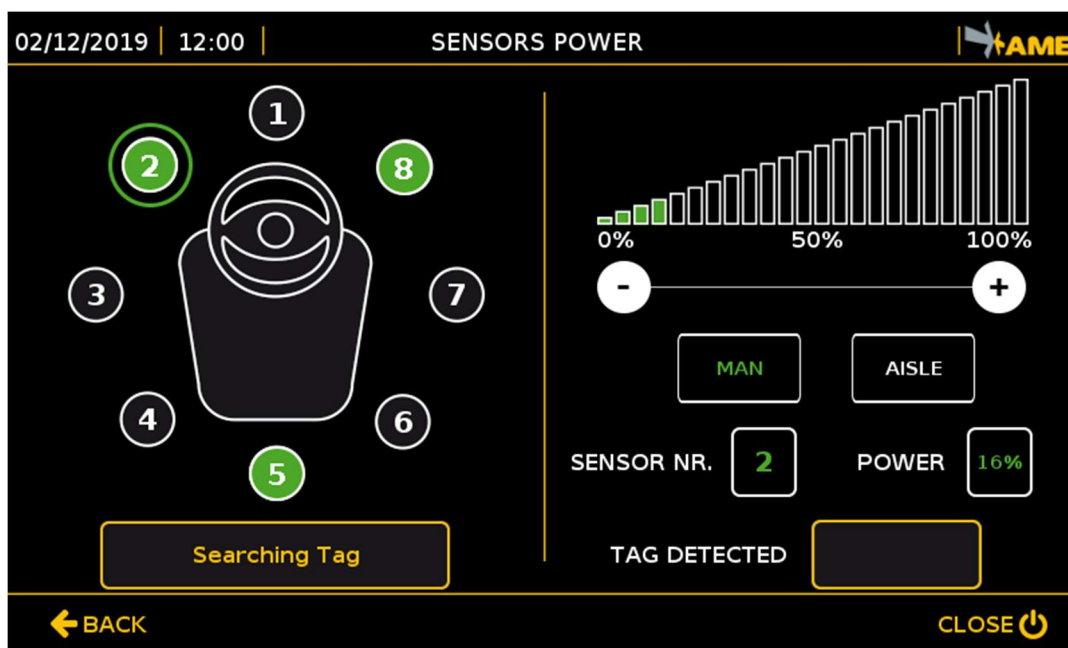 02/12/2019 12:00 SENSORS POWER AME
1
2 8
3 7
4 6
5
0% 50% 100%
- +
MAN AISLE
SENSOR NR. 2 POWER 16%
Searching Tag TAG DETECTED
BACK CLOSE